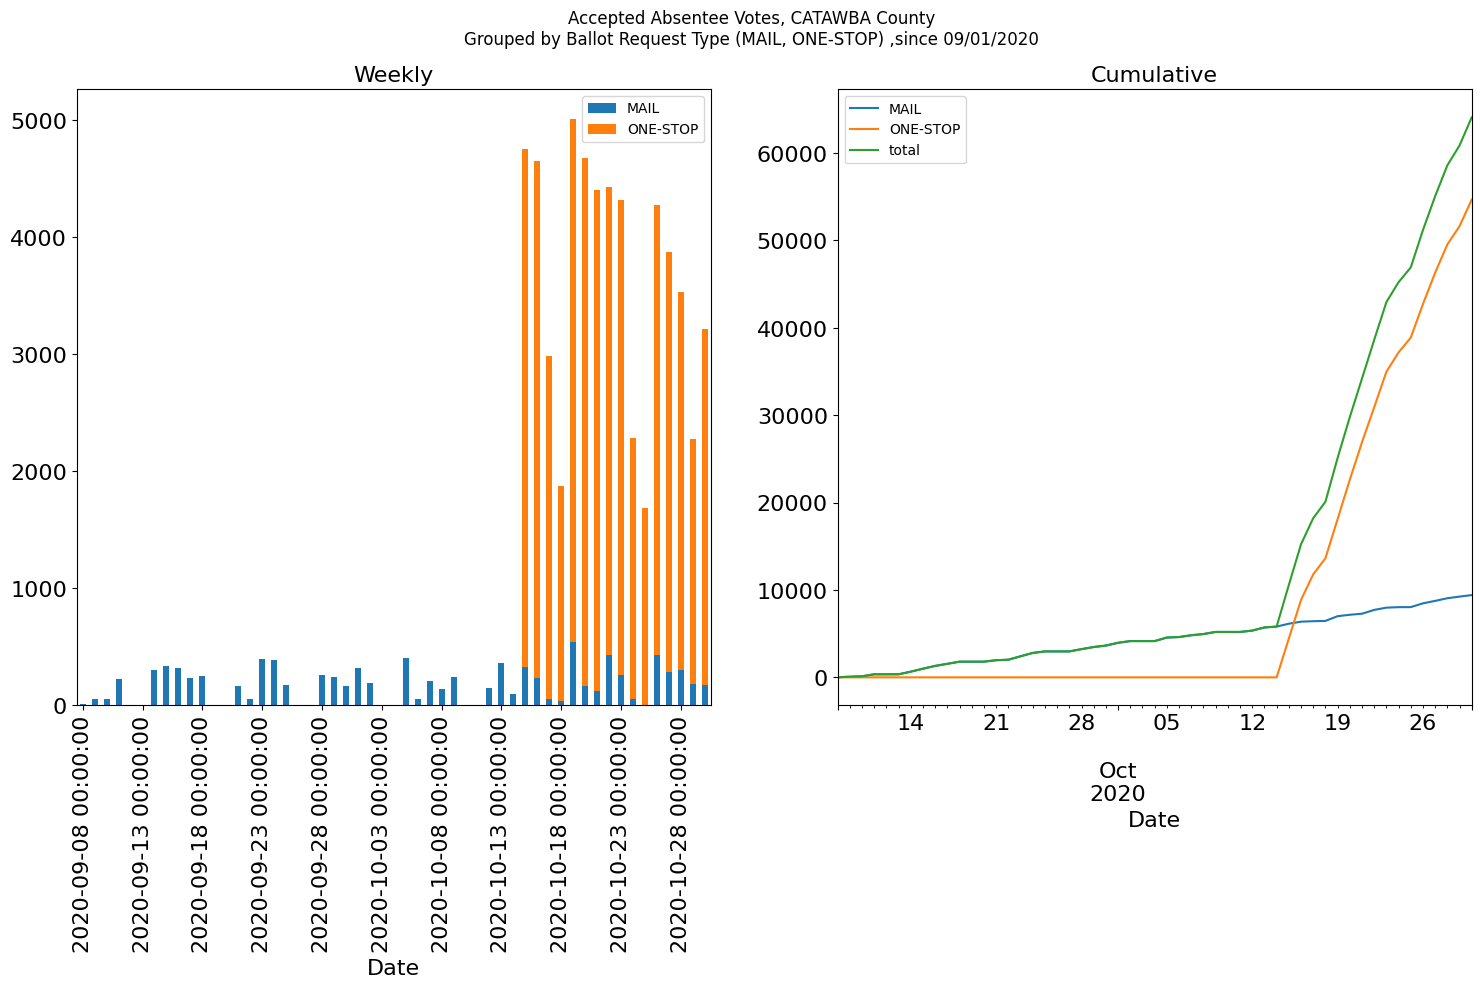 Accepted Absentee Votes, CATAWBA County
Grouped by Ballot Request Type (MAIL, ONE-STOP) ,since 09/01/2020
Weekly
MAIL
ONE-STOP
5000
4000
3000
2000
1000
0
2020-09-08 00:00:00
2020-09-13 00:00:00
2020-09-18 00:00:00
2020-09-23 00:00:00
2020-09-28 00:00:00
2020-10-03 00:00:00
2020-10-08 00:00:00
2020-10-13 00:00:00
2020-10-18 00:00:00
2020-10-23 00:00:00
2020-10-28 00:00:00
Date
Cumulative
MAIL
ONE-STOP
total
60000
50000
40000
30000
20000
10000
0
14 21 28 05 12 19 26
Oct
2020
Date